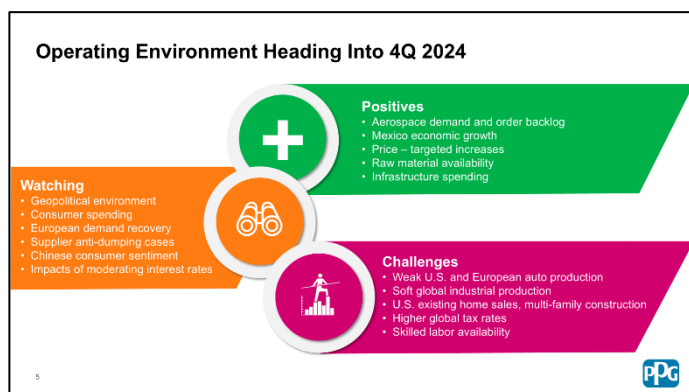 Operating Environment Heading Into 4Q 2024
Positives
• Aerospace demand and order backlog
• Mexico economic growth
• Price – targeted increases
• Raw material availability
• Infrastructure spending
Watching
• Geopolitical environment
• Consumer spending
• European demand recovery
• Supplier anti-dumping cases
• Chinese consumer sentiment
• Impacts of moderating interest rates
Challenges
• Weak U.S. and European auto production
• Soft global industrial production
• U.S. existing home sales, multi-family construction
• Higher global tax rates
• Skilled labor availability
5
PPG